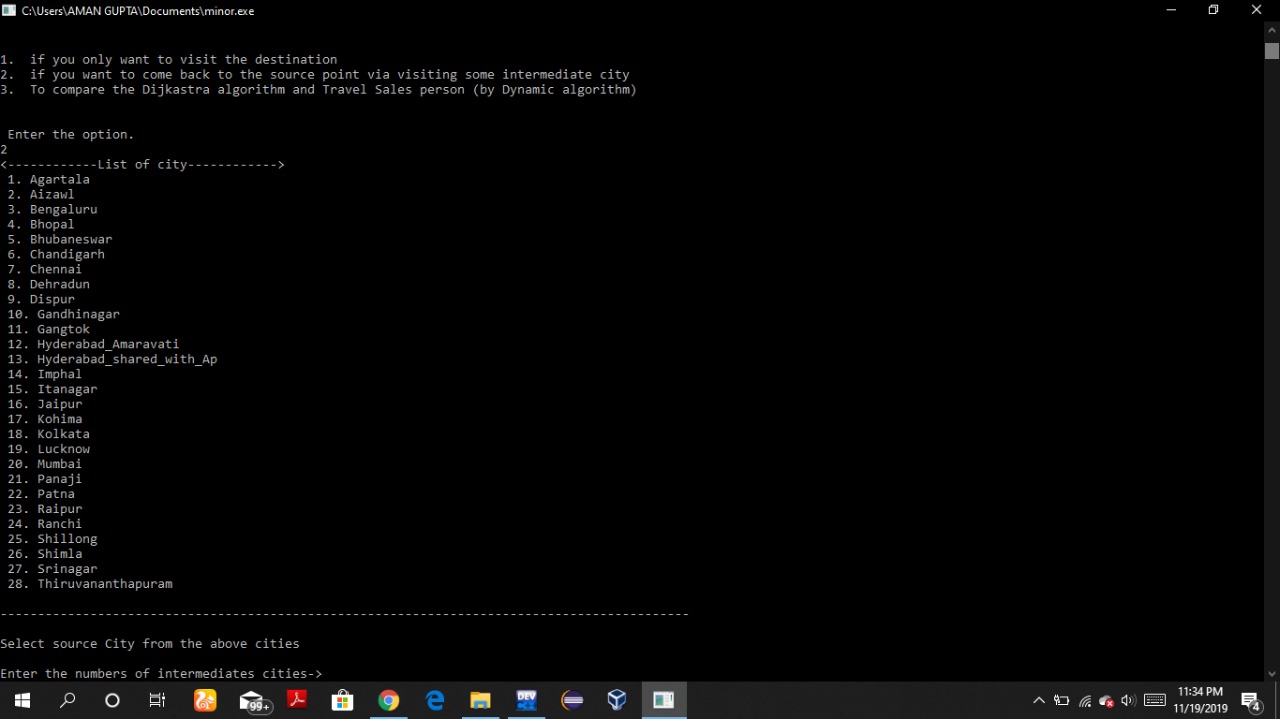 C:\Users\AMAN GUPTA\Documents\minor.exe
1. if you only want to visit the destination
2. if you want to come back to the source point via visiting some intermediate city
3. To compare the Dijkastra algorithm and Travel Sales person (by Dynamic algorithm)
Enter the option.
2
<------------List of city------------>
1. Agartala
2. Aizawl
3. Bengaluru
4. Bhopal
5. Bhubaneswar
6. Chandigarh
7. Chennai
8. Dehradun
9. Dispur
10. Gandhinagar
11. Gangtok
12. Hyderabad_Amaravati
13. Hyderabad_shared_with_Ap
14. Imphal
15. Itanagar
16. Jaipur
17. Kohima
18. Kolkata
19. Lucknow
20. Mumbai
21. Panaji
22. Patna
23. Raipur
24. Ranchi
25. Shillong
26. Shimla
27. Srinagar
28. Thiruvananthapuram
--------------------------------------------------------------------------------------------
Select source City from the above cities
Enter the numbers of intermediates cities->
99+
DEV
11:34 PM
11/19/2019
4